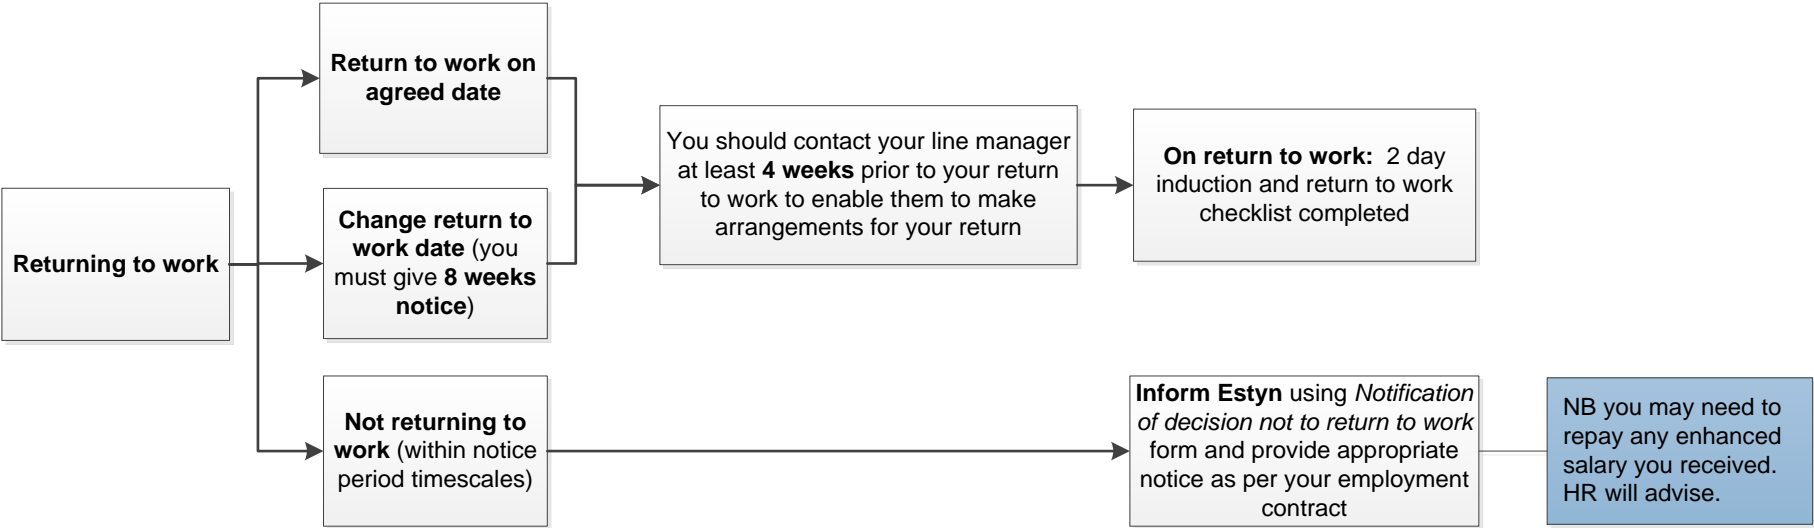 Returning to work
Return to work on
agreed date
Change return to
work date (you
must give 8 weeks
notice)
Not returning to
work (within notice
period timescales)
You should contact your line manager
at least 4 weeks prior to your return
to work to enable them to make
arrangements for your return
On return to work:  2 day
induction and return to work
checklist completed
Inform Estyn using Notification
of decision not to return to work
form and provide appropriate
notice as per your employment
contract
NB you may need to
repay any enhanced
salary you received.
HR will advise.